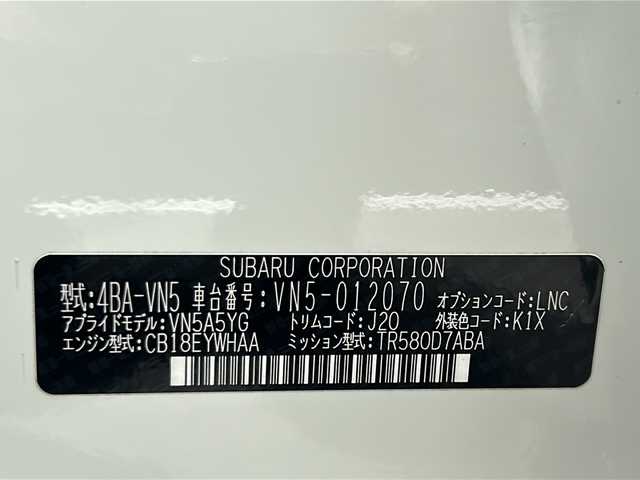 SUBARU CORPORATION
型式:4BA-VN5 車台番号:VN5-012070 オプションコード:LNC
アプライドモデル:VN5A5YG トリムコード:J20 外装色コード:K1X
エンジン型式:CB18EYWHAA ミッション型式:TR580D7ABA